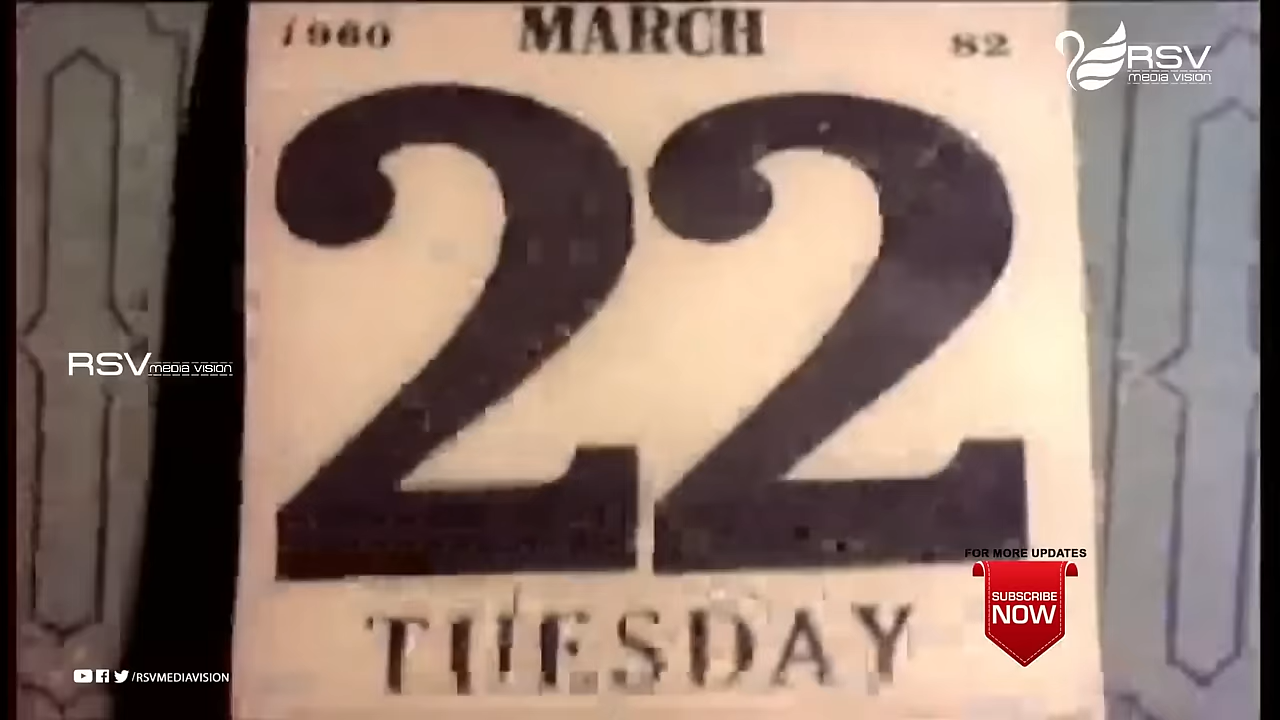 1960 MARCH 82
RSV
media vision
22
RSV media vision
FOR MORE UPDATES
SUBSCRIBE
NOW
TUESDAY
/RSVMEDIAVISION